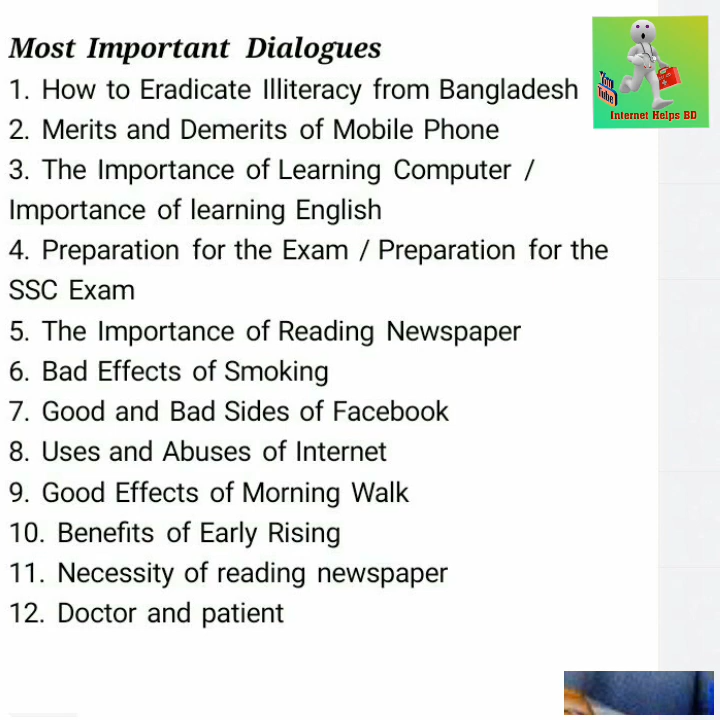 Most Important Dialogues
1. How to Eradicate Illiteracy from Bangladesh
2. Merits and Demerits of Mobile Phone
3. The Importance of Learning Computer /
Importance of learning English
4. Preparation for the Exam / Preparation for the
SSC Exam
5. The Importance of Reading Newspaper
6. Bad Effects of Smoking
7. Good and Bad Sides of Facebook
8. Uses and Abuses of Internet
9. Good Effects of Morning Walk
10. Benefits of Early Rising
11. Necessity of reading newspaper
12. Doctor and patient
You
Tube
Internet Helps BD